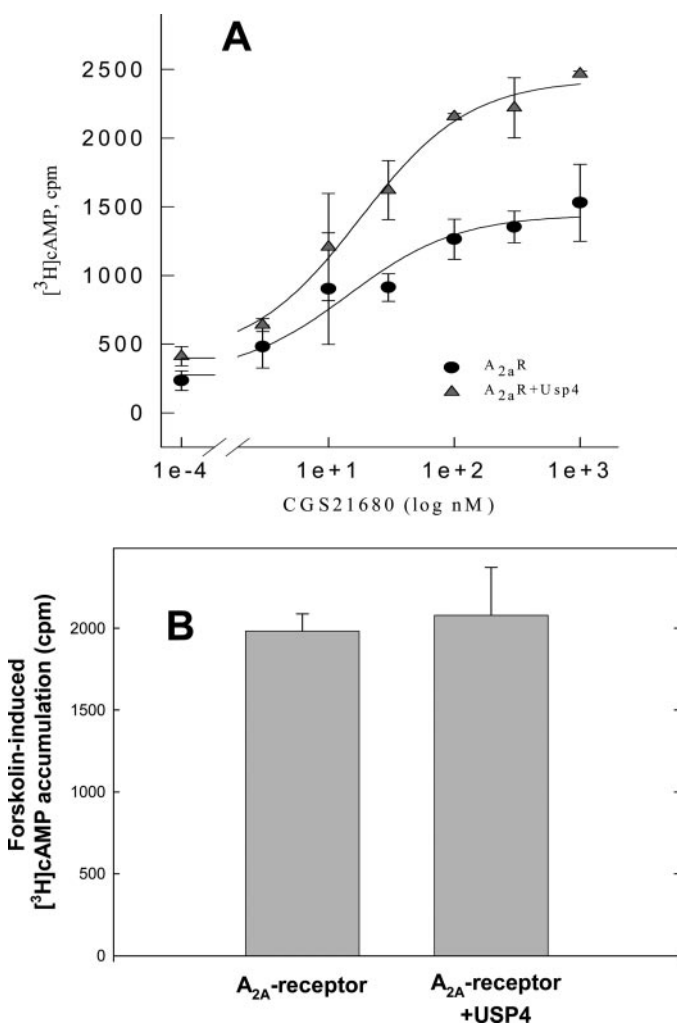 A
2500
2000
1500
1000
500
0
[³H]cAMP, cpm
A₂ₐR
A₂ₐR+Usp4
1e-4
1e+1
1e+2
1e+3
CGS21680 (log nM)
B
2000
1500
1000
500
0
Forskolin-induced
[³H]cAMP accumulation (cpm)
A₂A-receptor
A₂A-receptor
+USP4